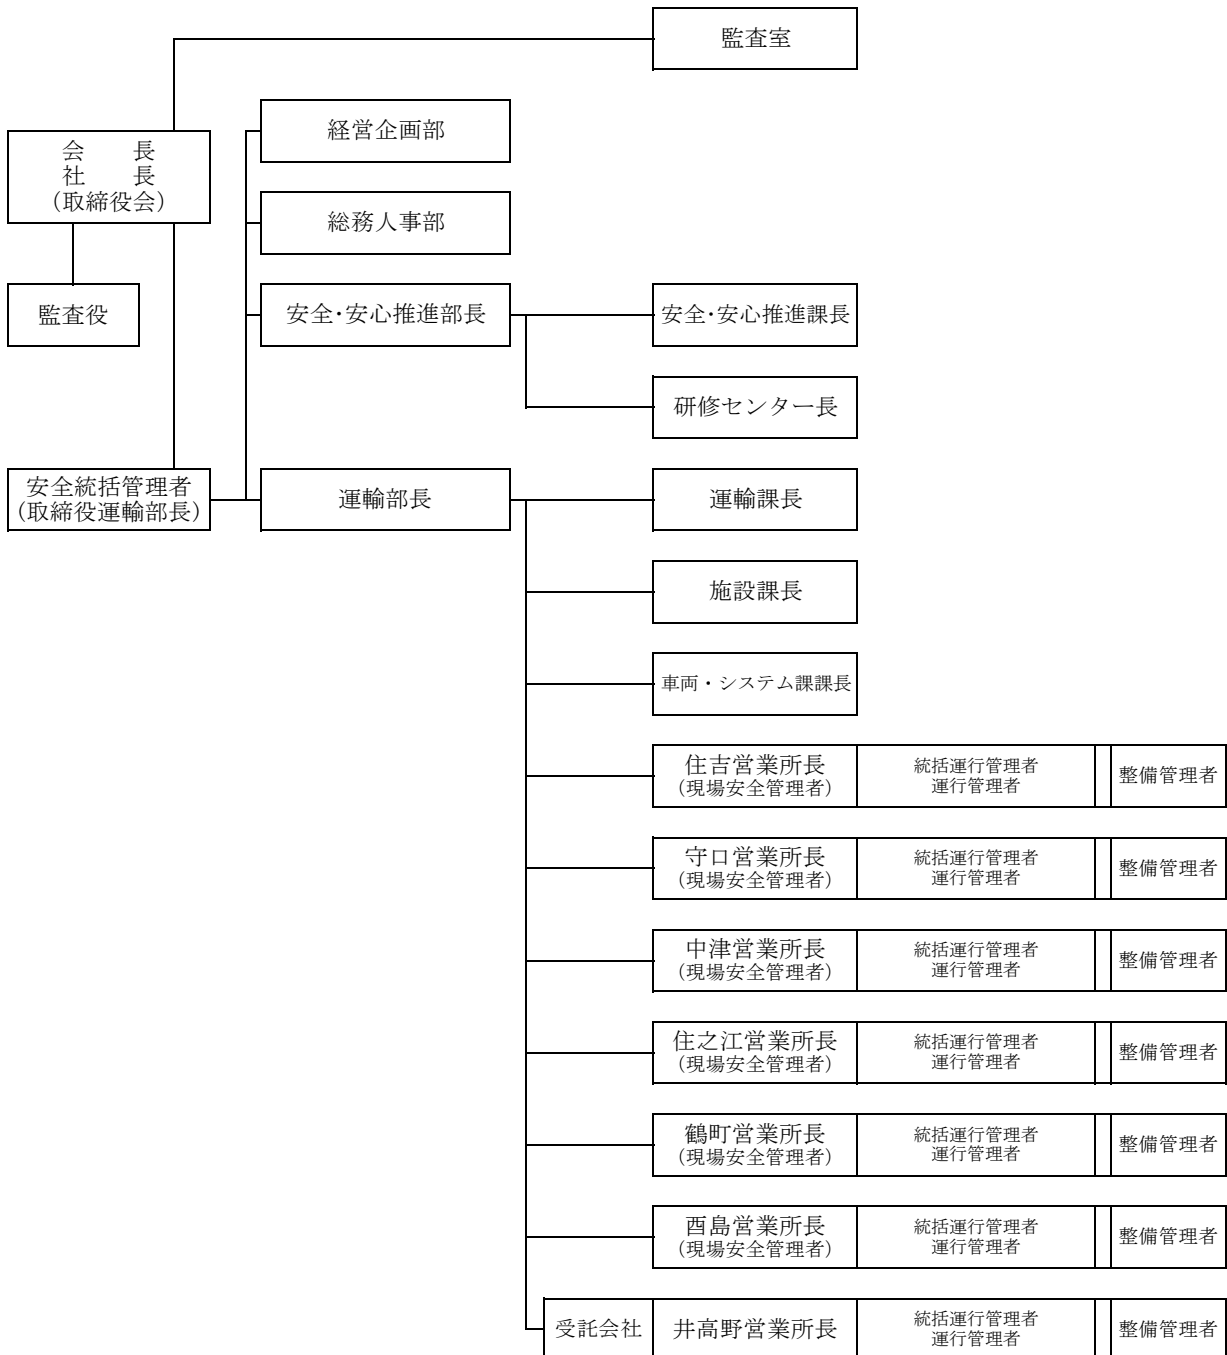 監査室
経営企画部
会　　長
社　　長
（取締役会）
総務人事部
監査役
安全・安心推進部長
安全・安心推進課長
研修センター長
安全統括管理者
（取締役運輸部長）
運輸部長
運輸課長
施設課長
車両・システム課課長
住吉営業所長
（現場安全管理者）
統括運行管理者
運行管理者
整備管理者
守口営業所長
（現場安全管理者）
統括運行管理者
運行管理者
整備管理者
中津営業所長
（現場安全管理者）
統括運行管理者
運行管理者
整備管理者
住之江営業所長
（現場安全管理者）
統括運行管理者
運行管理者
整備管理者
鶴町営業所長
（現場安全管理者）
統括運行管理者
運行管理者
整備管理者
酉島営業所長
（現場安全管理者）
統括運行管理者
運行管理者
整備管理者
受託会社
井高野営業所長
統括運行管理者
運行管理者
整備管理者